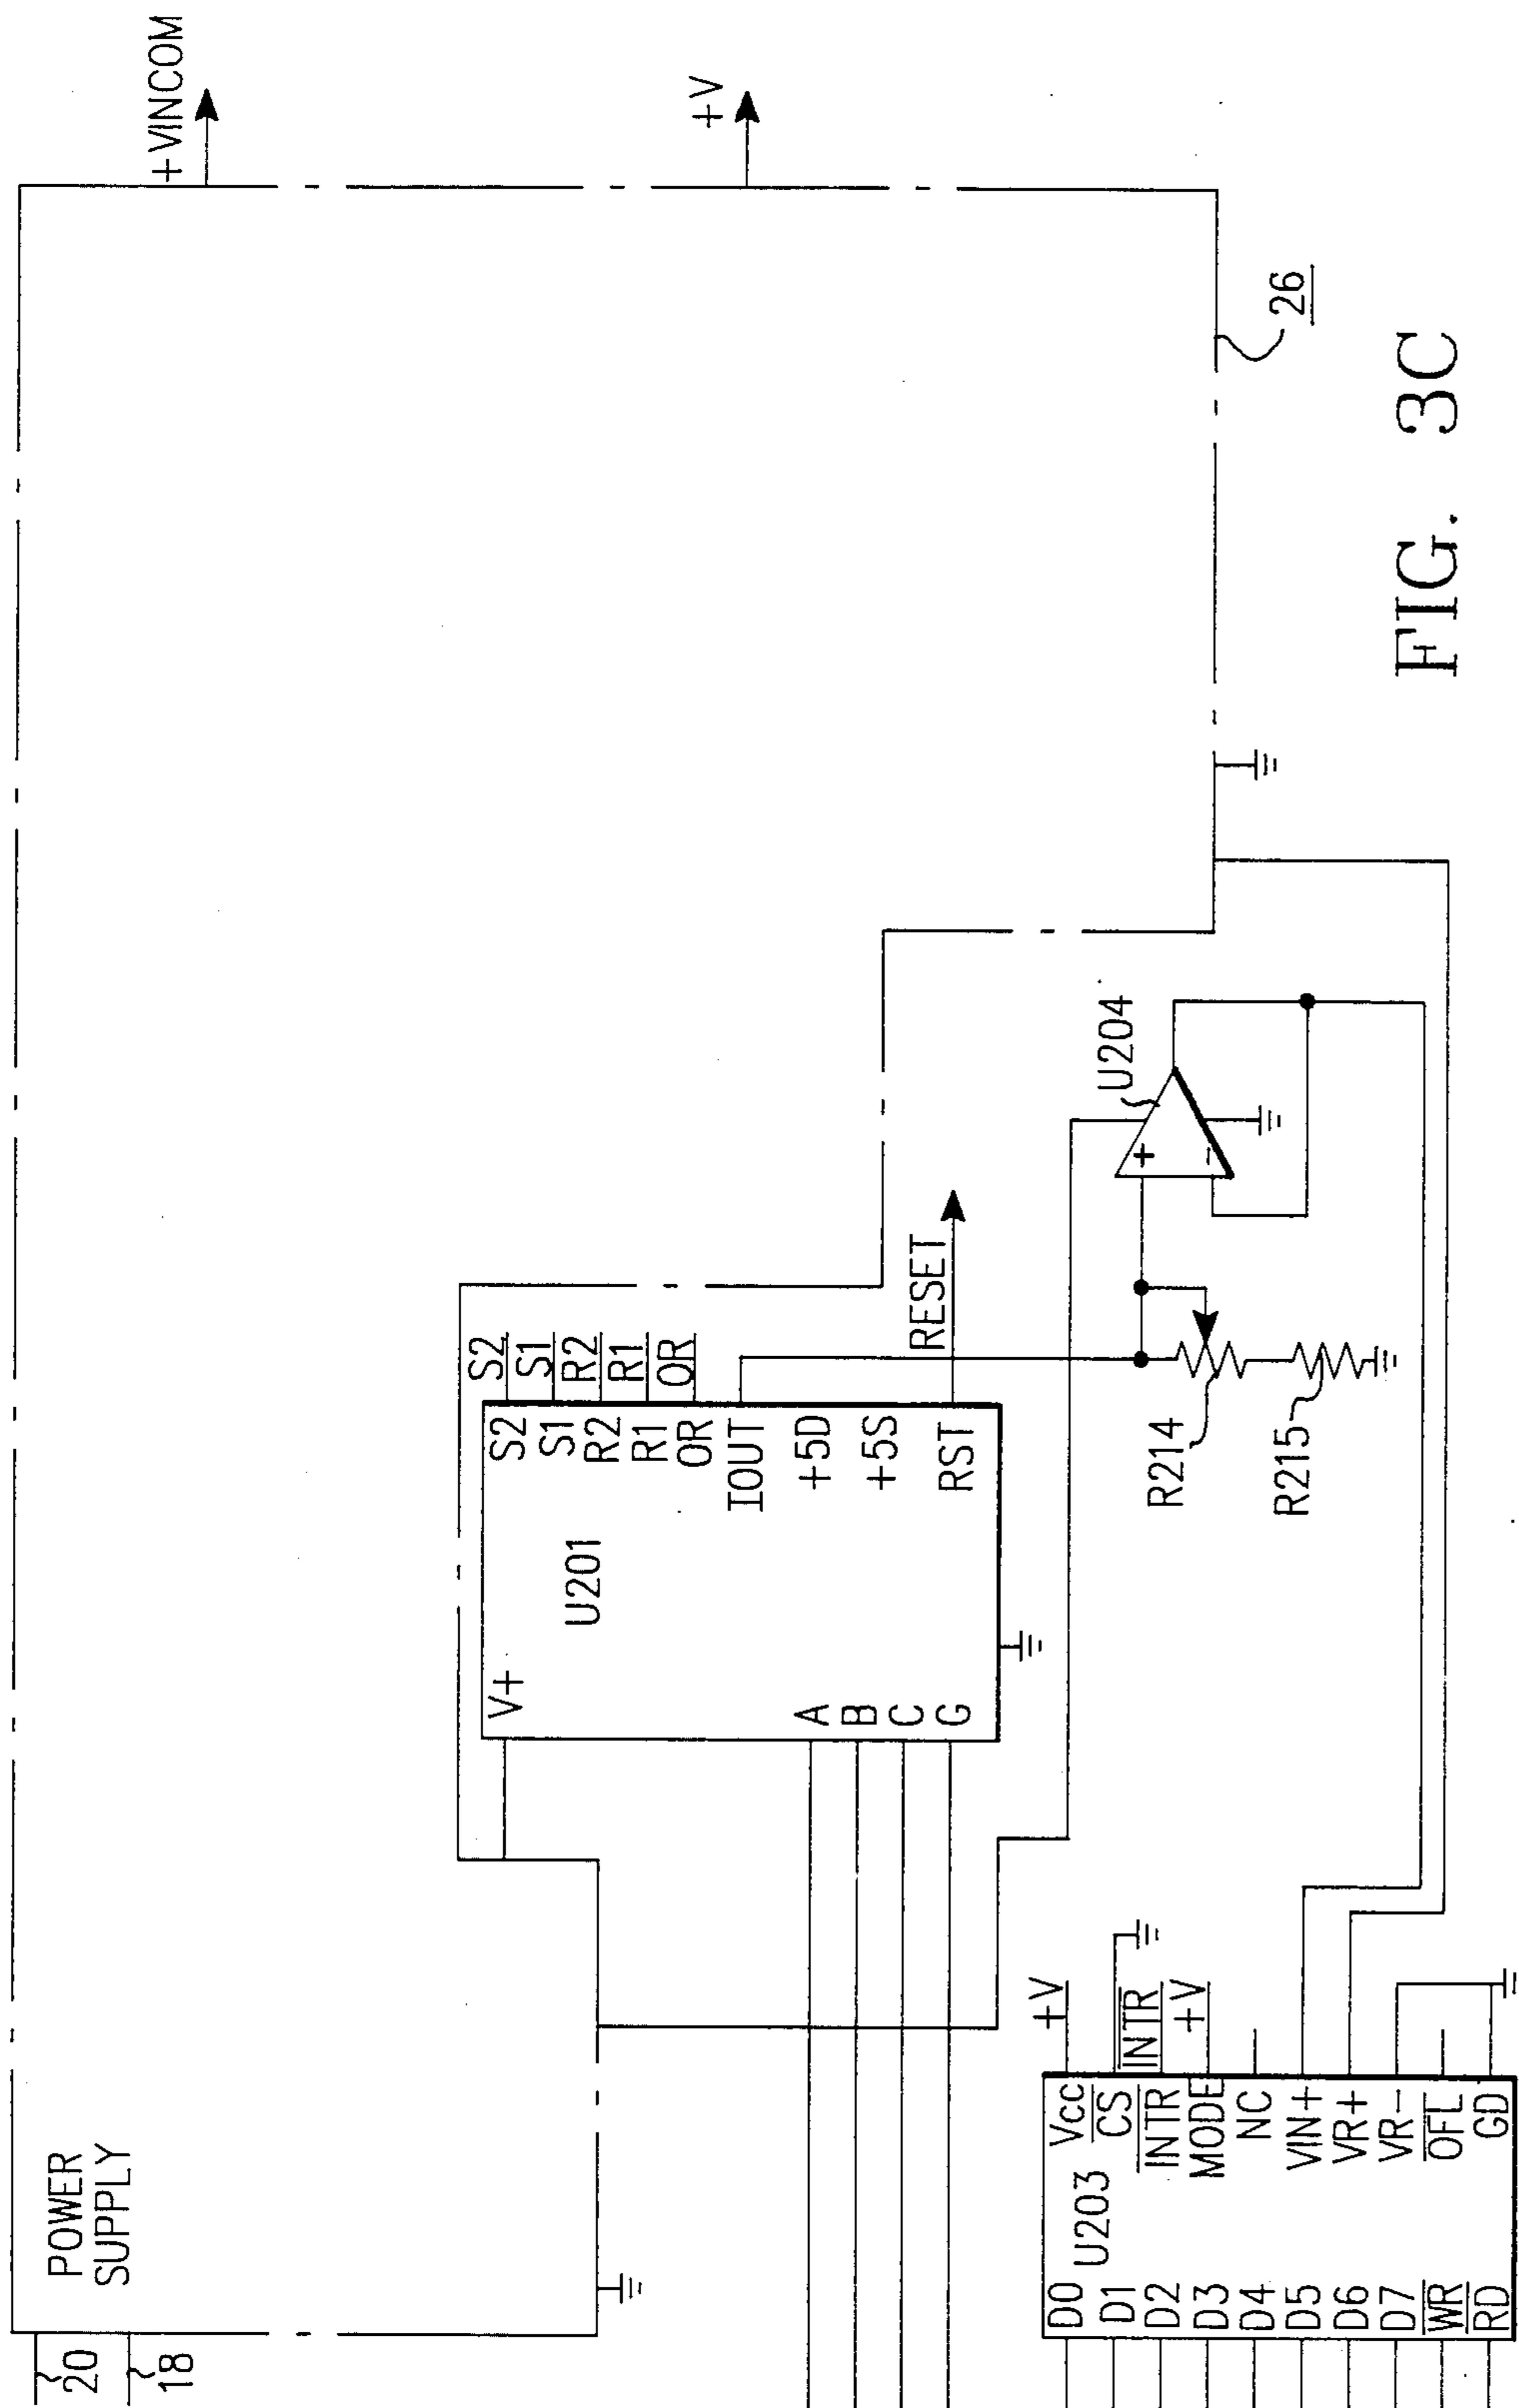 +VINCOM
+V
POWER
SUPPLY
20
18
26
V+
U201
S2
S1
R2
R1
OR
IOUT
+5D
+5S
RST
A
B
C
G
S2
S1
R2
R1
OR
RESET
U204
+
−
R214
R215
D0
D1
D2
D3
D4
D5
D6
D7
WR
RD
U203
Vcc
CS
INTR
MODE
NC
VIN+
VR+
VR−
OFL
GD
+V
INTR
+V
FIG. 3C